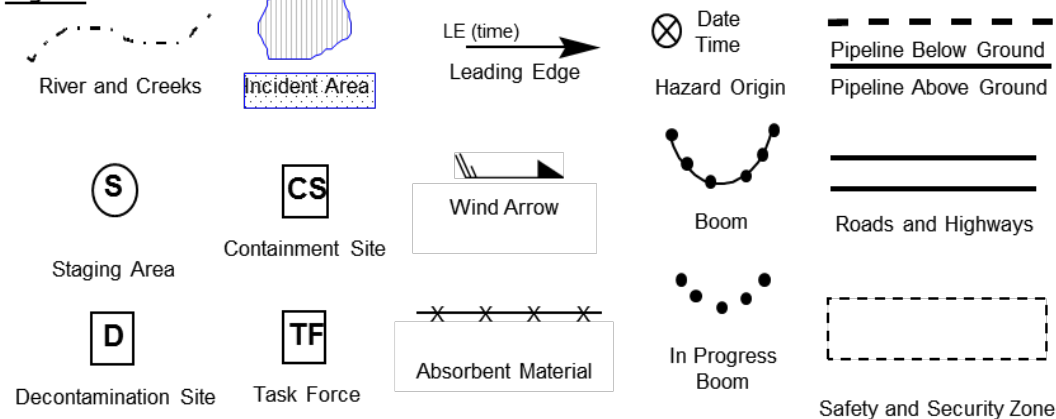 River and Creeks
Incident Area
LE (time)
Leading Edge
Date
Time
Hazard Origin
Pipeline Below Ground
Pipeline Above Ground
S
Staging Area
CS
Containment Site
Wind Arrow
Boom
Roads and Highways
D
Decontamination Site
TF
Task Force
X X X X
Absorbent Material
In Progress
Boom
Safety and Security Zone